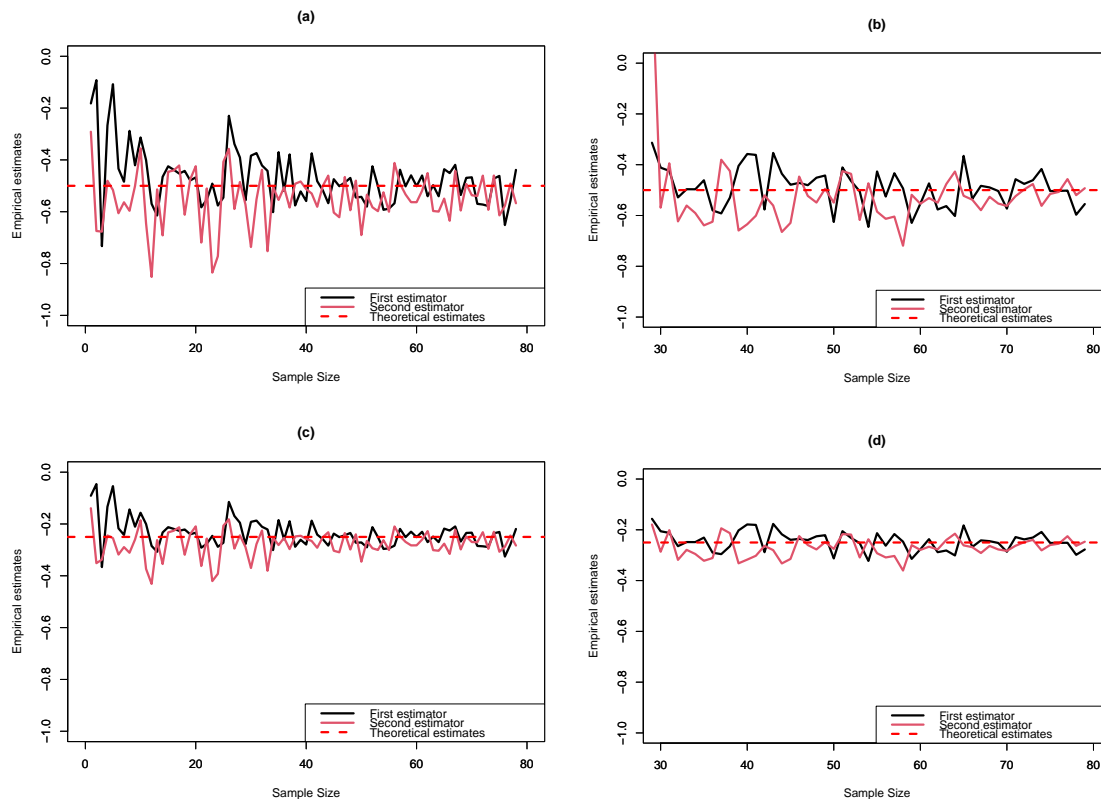 (a)
Empirical estimates
0.0
−0.2
−0.4
−0.6
−0.8
−1.0
First estimator
Second estimator
Theoretical estimates
0
20
40
60
80
Sample Size
(b)
Empirical estimates
0.0
−0.2
−0.4
−0.6
−0.8
−1.0
First estimator
Second estimator
Theoretical estimates
30
40
50
60
70
80
Sample Size
(c)
Empirical estimates
0.0
−0.2
−0.4
−0.6
−0.8
−1.0
First estimator
Second estimator
Theoretical estimates
0
20
40
60
80
Sample Size
(d)
Empirical estimates
0.0
−0.2
−0.4
−0.6
−0.8
−1.0
First estimator
Second estimator
Theoretical estimates
30
40
50
60
70
80
Sample Size